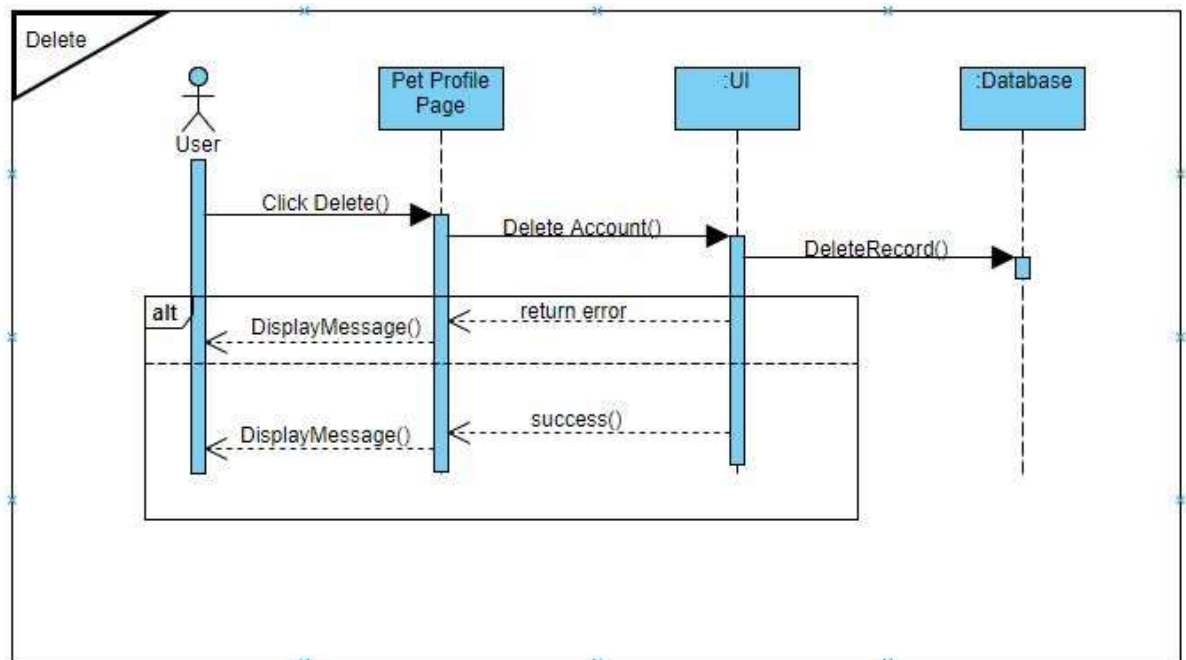 Delete
User
Pet Profile
Page
:UI
:Database
Click Delete()
Delete Account()
DeleteRecord()
alt
return error
DisplayMessage()
success()
DisplayMessage()